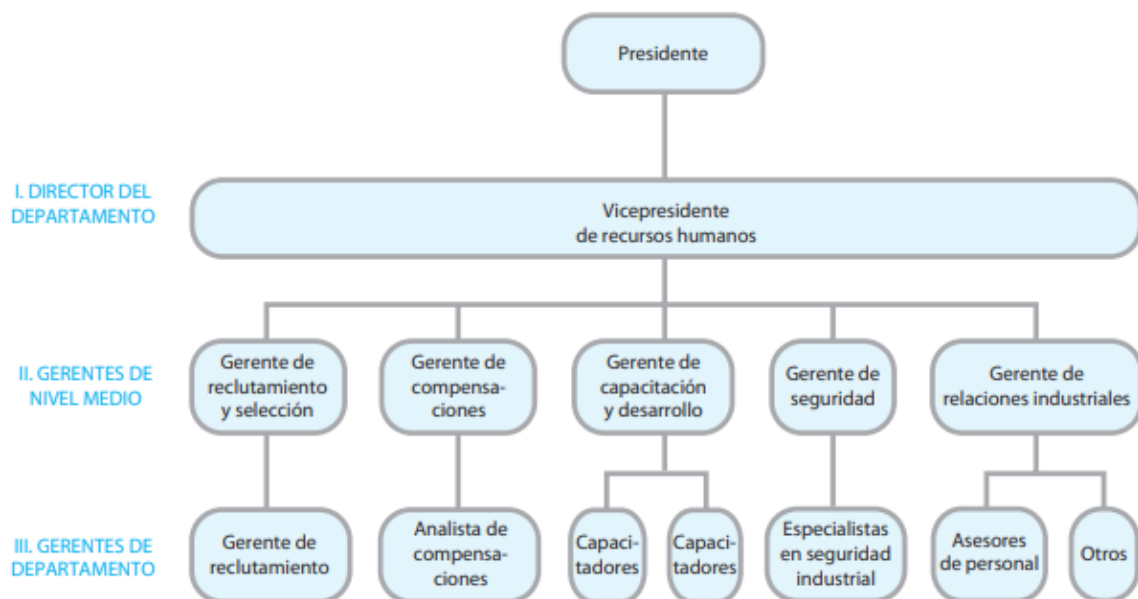 Presidente
I. DIRECTOR DEL
DEPARTAMENTO
Vicepresidente
de recursos humanos
II. GERENTES DE
NIVEL MEDIO
Gerente de
reclutamiento
y selección
Gerente de
compensa-
ciones
Gerente de
capacitación
y desarrollo
Gerente de
seguridad
Gerente de
relaciones industriales
III. GERENTES DE
DEPARTAMENTO
Gerente de
reclutamiento
Analista de
compensa-
ciones
Capaci-
tadores
Capaci-
tadores
Especialistas
en seguridad
industrial
Asesores
de personal
Otros